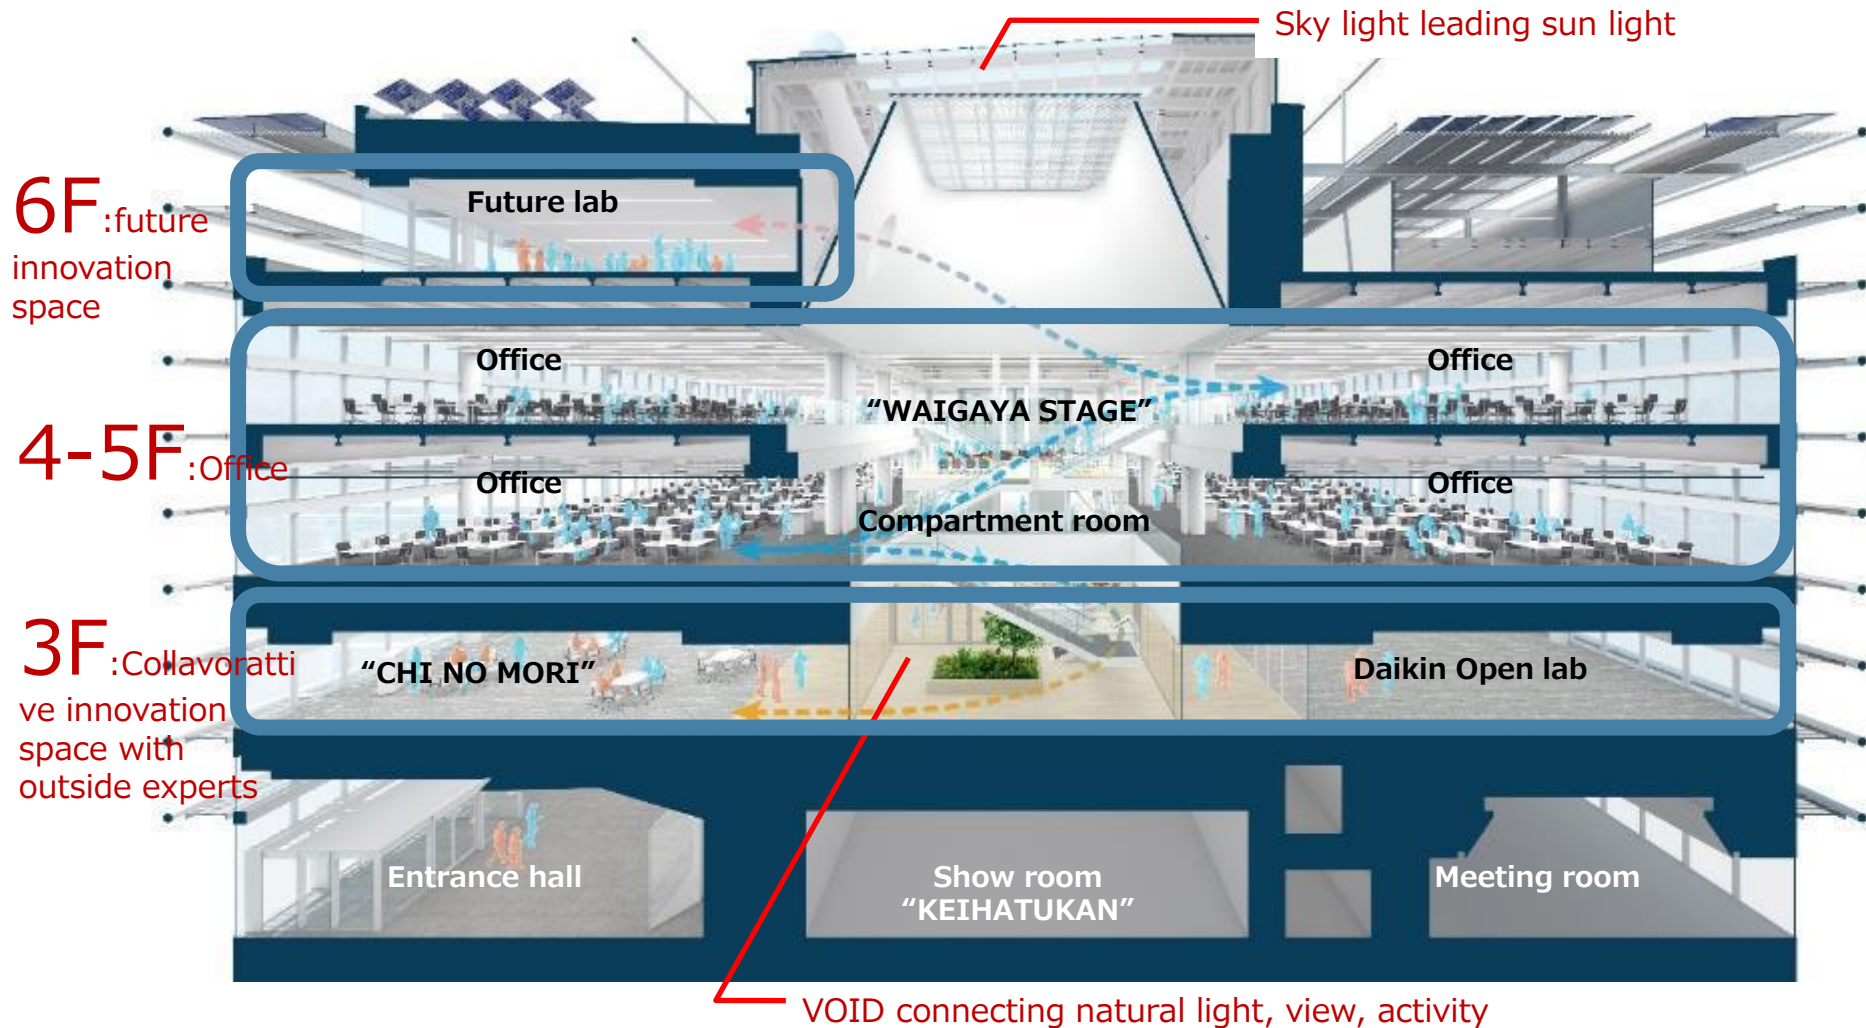 Sky light leading sun light
6F:future
innovation
space
Future lab
Office
Office
“WAIGAYA STAGE”
4-5F:Office
Office
Office
Compartment room
3F:Collavoratti
ve innovation
space with
outside experts
“CHI NO MORI”
Daikin Open lab
Entrance hall
Show room
“KEIHATUKAN”
Meeting room
VOID connecting natural light, view, activity